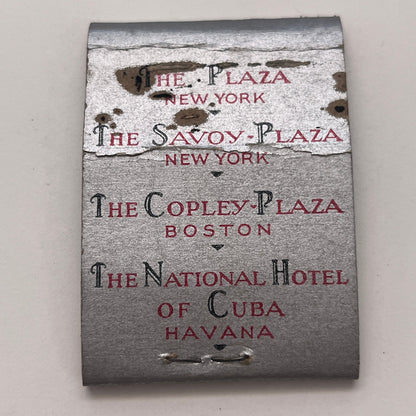 The Plaza
NEW YORK
The Savoy-Plaza
NEW YORK
The Copley-Plaza
BOSTON
The National Hotel
of Cuba
HAVANA